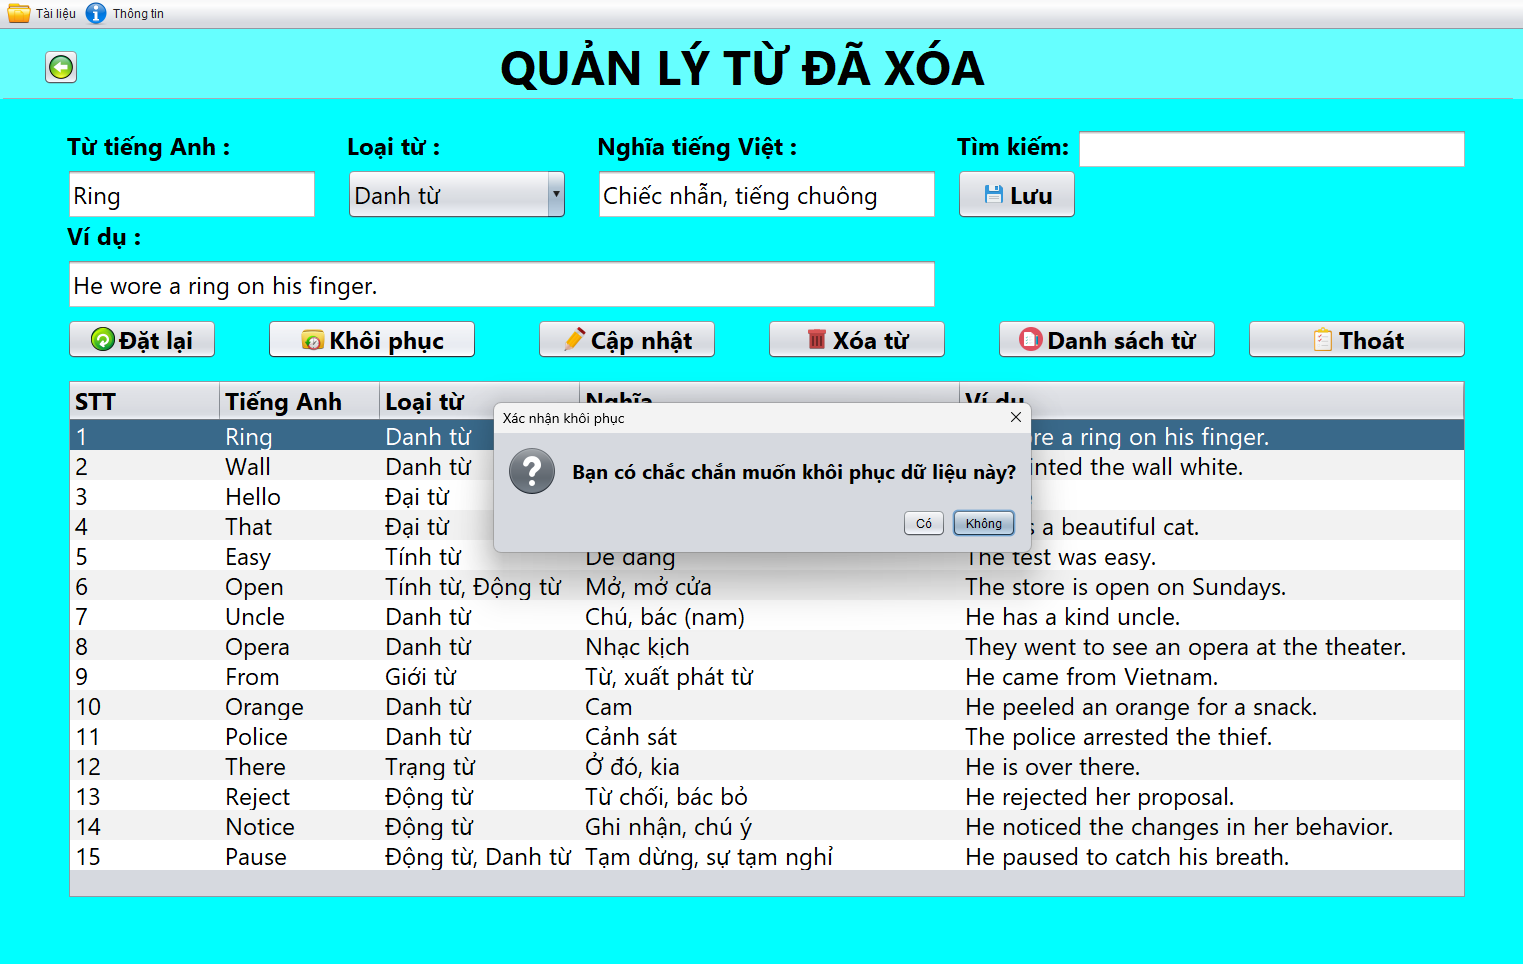 Tài liệu Thông tin
QUẢN LÝ TỪ ĐÃ XÓA
Từ tiếng Anh : Loại từ : Nghĩa tiếng Việt : Tìm kiếm:
Ring Danh từ Chiếc nhẫn, tiếng chuông Lưu
Ví dụ :
He wore a ring on his finger.
Đặt lại Khôi phục Cập nhật Xóa từ Danh sách từ Thoát
STT Tiếng Anh Loại từ Nghĩa Ví dụ
Xác nhận khôi phục
Bạn có chắc chắn muốn khôi phục dữ liệu này?
Có Không
1 Ring Danh từ a ring on his finger.
2 Wall Danh từ the wall white.
3 Hello Đại từ
4 That Đại từ a beautiful cat.
5 Easy Tính từ Dễ dàng The test was easy.
6 Open Tính từ, Động từ Mở, mở cửa The store is open on Sundays.
7 Uncle Danh từ Chú, bác (nam) He has a kind uncle.
8 Opera Danh từ Nhạc kịch They went to see an opera at the theater.
9 From Giới từ Từ, xuất phát từ He came from Vietnam.
10 Orange Danh từ Cam He peeled an orange for a snack.
11 Police Danh từ Cảnh sát The police arrested the thief.
12 There Trạng từ Ở đó, kia He is over there.
13 Reject Động từ Từ chối, bác bỏ He rejected her proposal.
14 Notice Động từ Ghi nhận, chú ý He noticed the changes in her behavior.
15 Pause Động từ, Danh từ Tạm dừng, sự tạm nghỉ He paused to catch his breath.